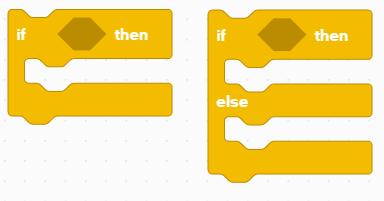 if then
if then
else